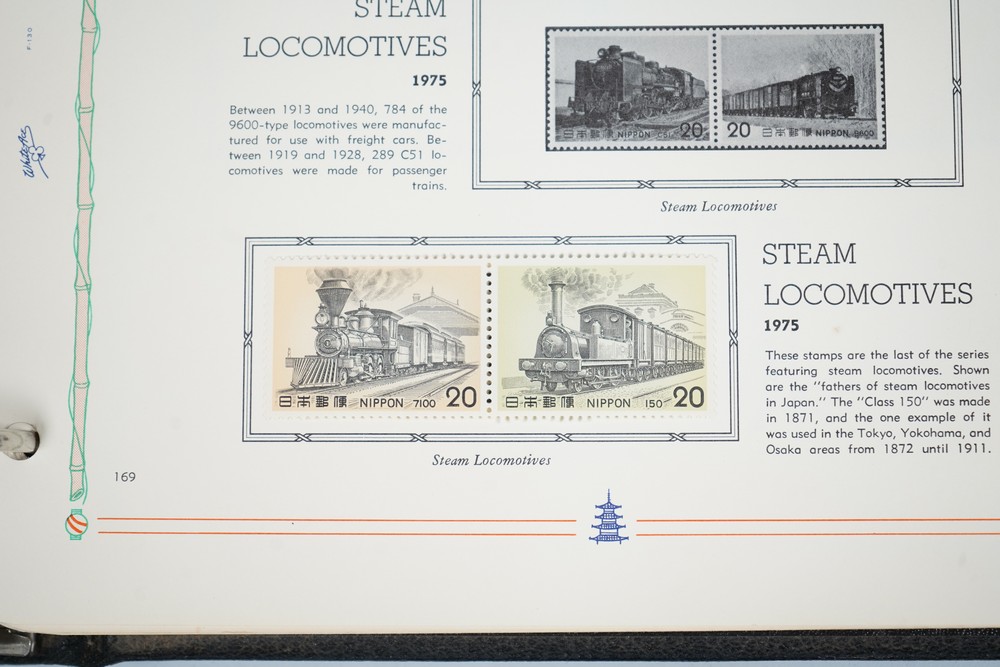 STEAM
LOCOMOTIVES
1975
Between 1913 and 1940, 784 of the
9600-type locomotives were manufac-
tured for use with freight cars. Be-
tween 1919 and 1928, 289 C51 lo-
comotives were made for passenger
trains.
日本郵便 NIPPON C51 20
20 日本郵便 NIPPON 9600
Steam Locomotives
日本郵便 NIPPON 7100 20
日本郵便 NIPPON 150 20
Steam Locomotives
STEAM
LOCOMOTIVES
1975
These stamps are the last of the series
featuring steam locomotives. Shown
are the "fathers of steam locomotives
in Japan." The "Class 150" was made
in 1871, and the one example of it
was used in the Tokyo, Yokohama, and
Osaka areas from 1872 until 1911.
169
White Ace
F-130